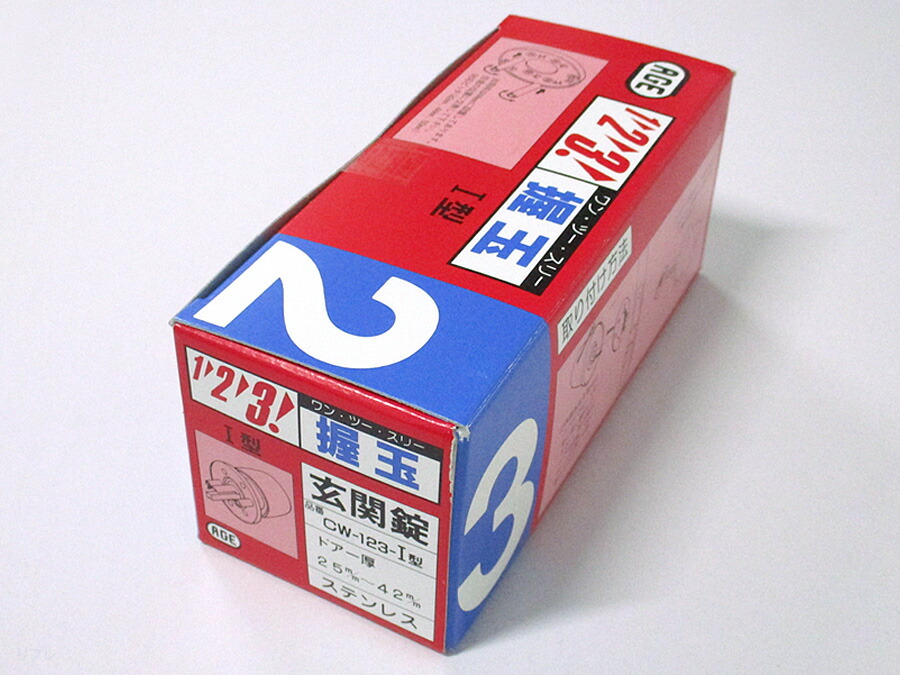 AGE
1 2 3!
ワン・ツー・スリー
握玉
I型
取り付け方法
2
3
1 2 3!
ワン・ツー・スリー
握玉
I型
玄関錠
品番
CW-123-I型
ドアー厚
25m/m～42m/m
ステンレス
AGE